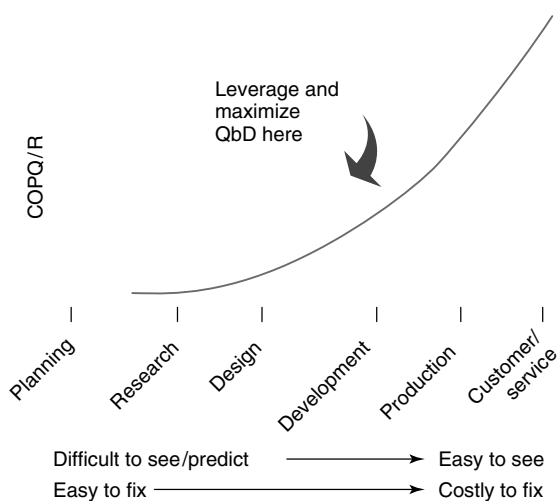 Leverage and
maximize
QbD here
COPQ/R
Planning
Research
Design
Development
Production
Customer/
service
Difficult to see/predict
Easy to see
Easy to fix
Costly to fix